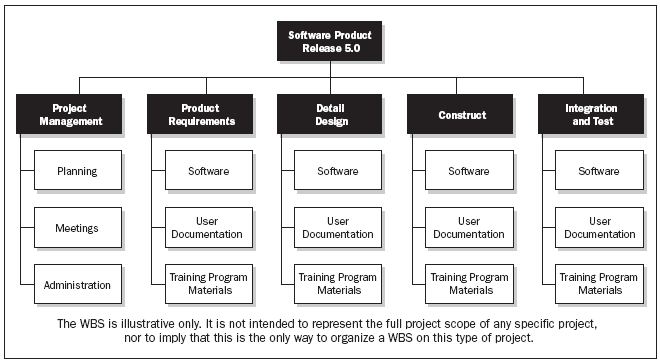 Software Product
Release 5.0
Project
Management
Product
Requirements
Detail
Design
Construct
Integration
and Test
Planning
Software
Software
Software
Software
Meetings
User
Documentation
User
Documentation
User
Documentation
User
Documentation
Administration
Training Program
Materials
Training Program
Materials
Training Program
Materials
Training Program
Materials
The WBS is illustrative only. It is not intended to represent the full project scope of any specific project,
nor to imply that this is the only way to organize a WBS on this type of project.